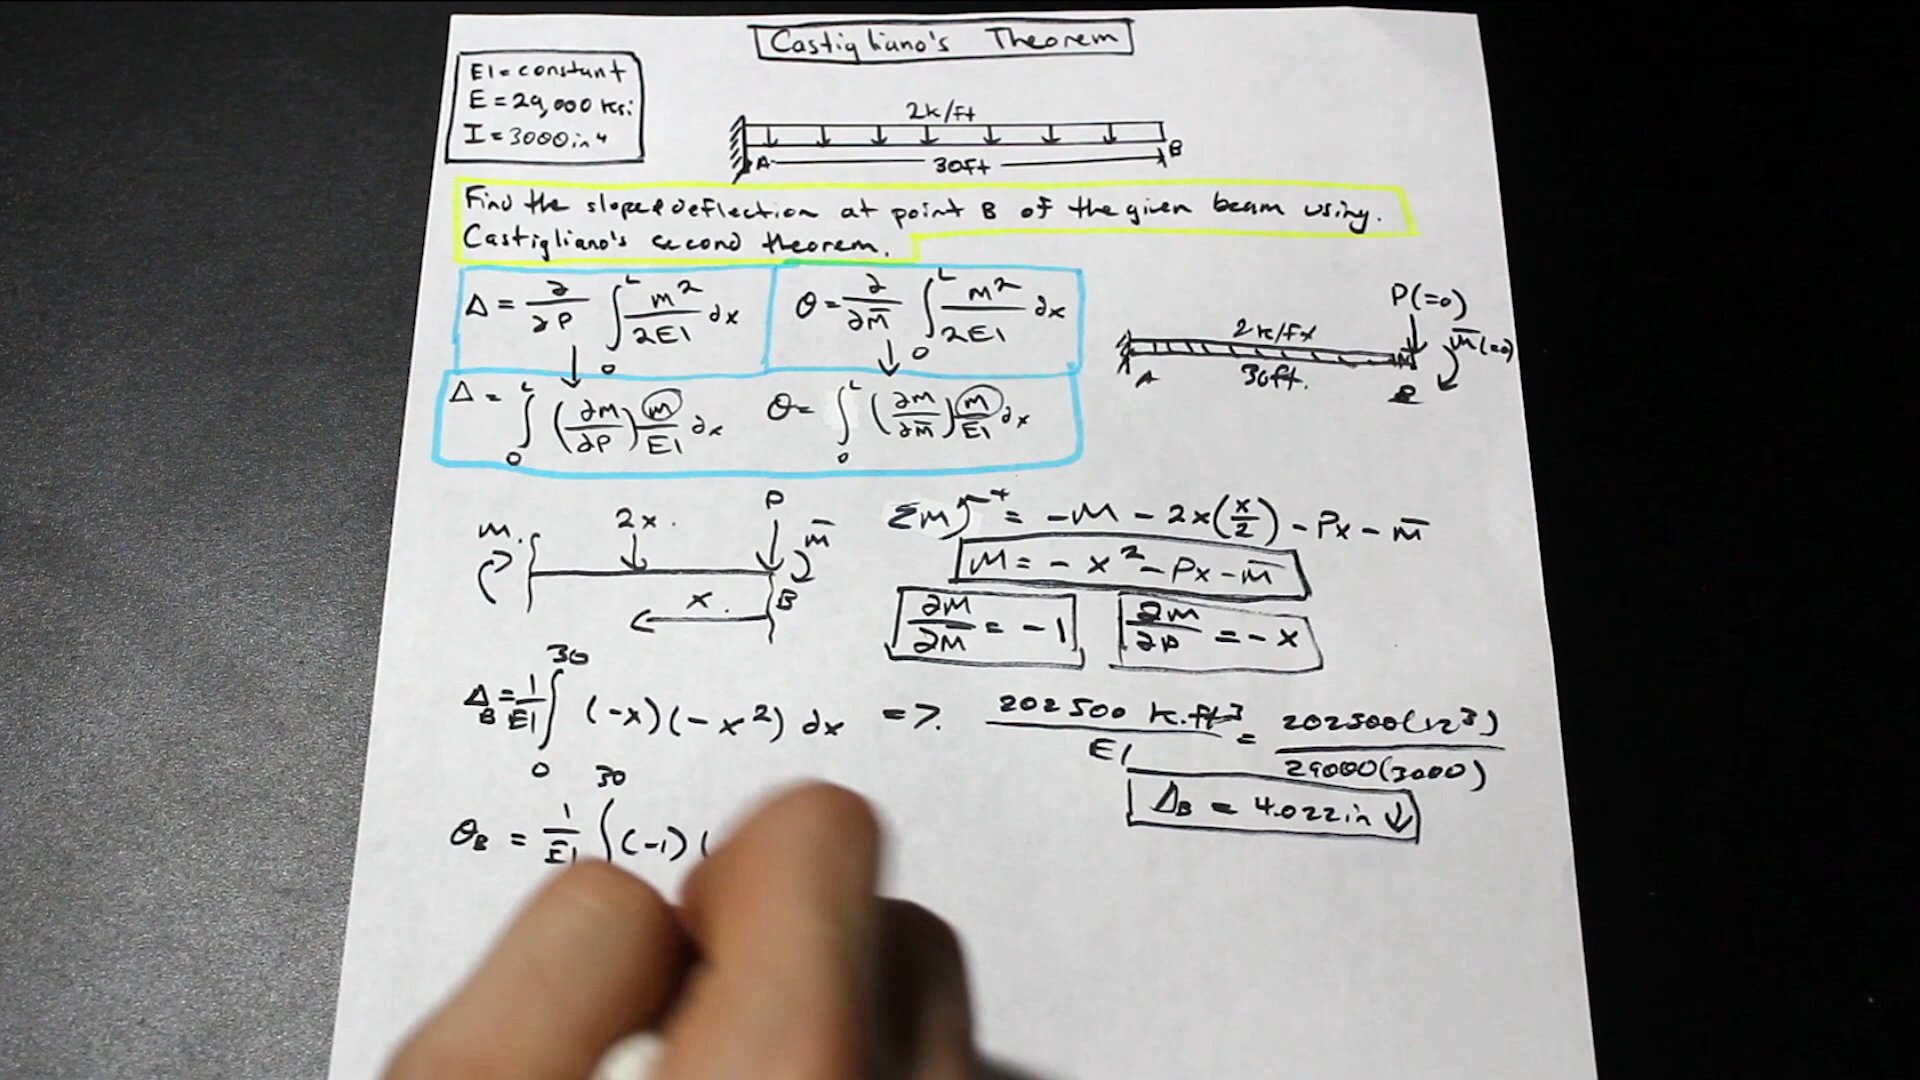 Castigliano's Theorem
EI = constant
E = 29,000 ksi
I = 3000 in⁴
2k/ft
A
30ft
B
Find the slope & deflection at point B of the given beam using.
Castigliano's second theorem.
Δ = ∂/∂P ∫₀ᴸ M²/2EI dx
θ = ∂/∂M̅ ∫₀ᴸ M²/2EI dx
P(=0)
M̅(=0)
2k/ft
30ft.
A
B
Δ = ∫₀ᴸ (∂M/∂P) M/EI dx
θ = ∫₀ᴸ (∂M/∂M̅) M/EI dx
M.
2x.
P
M̅
x.
B
ΣM⁺ = -M - 2x(x/2) - Px - M̅
M = -x² - Px - M̅
∂M/∂M̅ = -1
∂M/∂P = -x
Δ_B = 1/EI ∫₀³⁰ (-x)(-x²) dx => 202500 k.ft³/EI = 202500(12³)/29000(3000)
Δ_B = 4.022in ↓
θ_B = 1/EI ∫³⁰ (-1)(